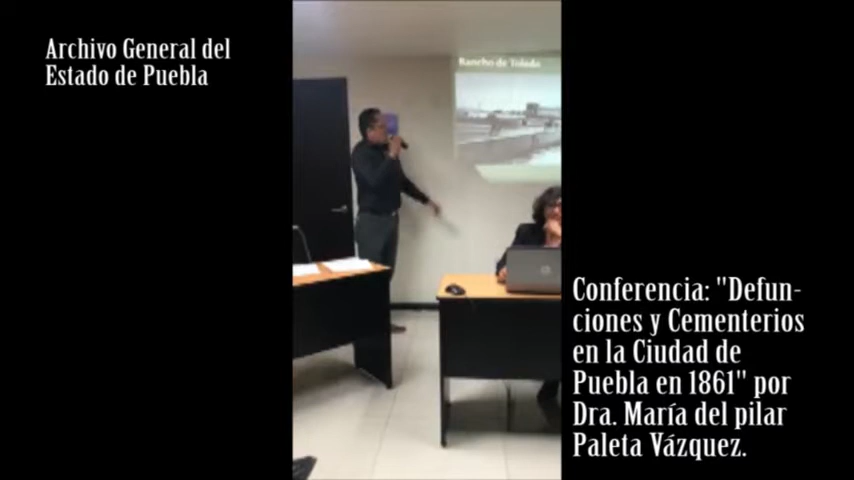 Archivo General del
Estado de Puebla
Rancho de Toledo
Conferencia: "Defun-
ciones y Cementerios
en la Ciudad de
Puebla en 1861" por
Dra. María del pilar
Paleta Vázquez.